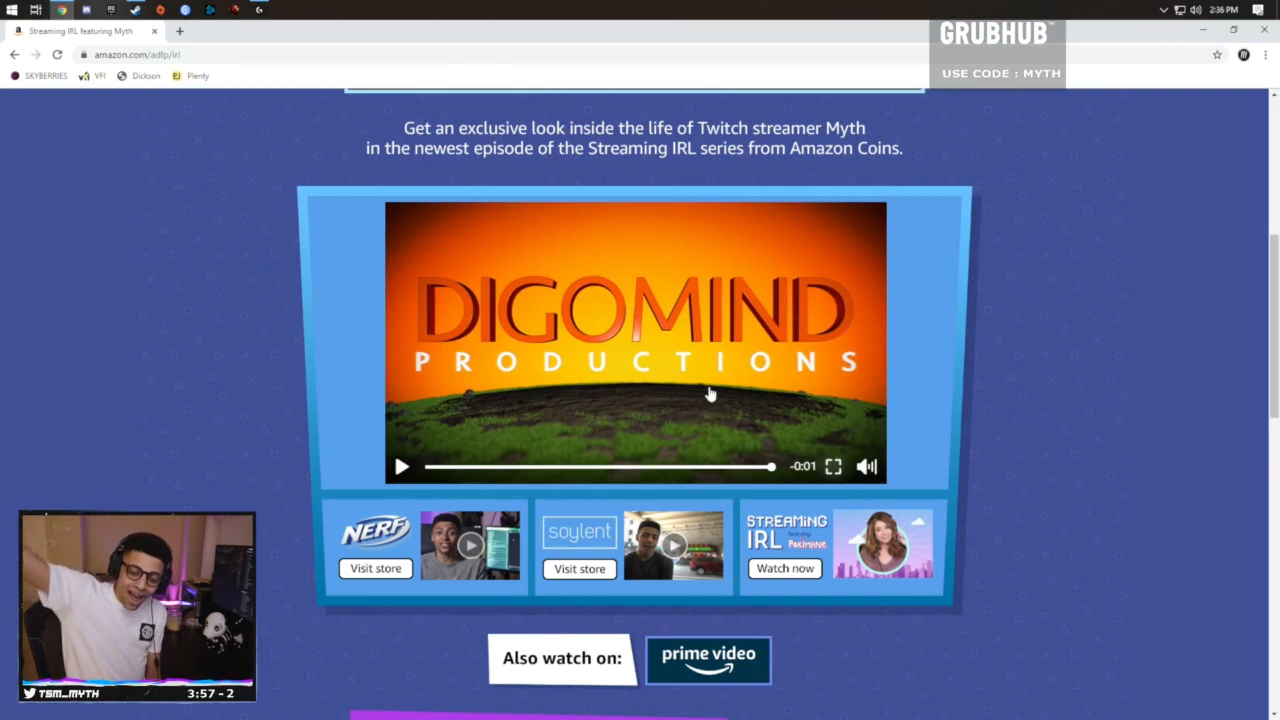 2:36 PM
Streaming IRL featuring Myth
amazon.com/adlp/irl
GRUBHUB™
USE CODE : MYTH
SKYBERRIES
VFI
Dickson
Plenty
Get an exclusive look inside the life of Twitch streamer Myth
in the newest episode of the Streaming IRL series from Amazon Coins.
DIGOMIND
PRODUCTIONS
-0:01
NERF
Visit store
soylent
Visit store
STREAMING
IRL featuring
POKIMANE
Watch now
Also watch on:
prime video
TSM_MYTH
3:57 - 2